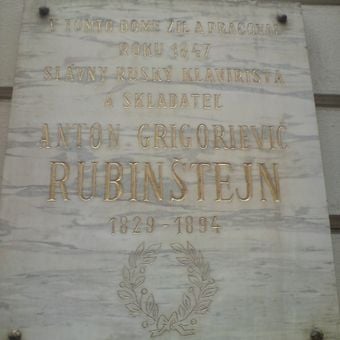 V TOMTO DOME ŽIL A PRACOVAL
ROKU 1847
SLÁVNY RUSKÝ KLAVIRISTA
A SKLADATEĽ
ANTON GRIGORIEVIČ
RUBINŠTEJN
1829-1894